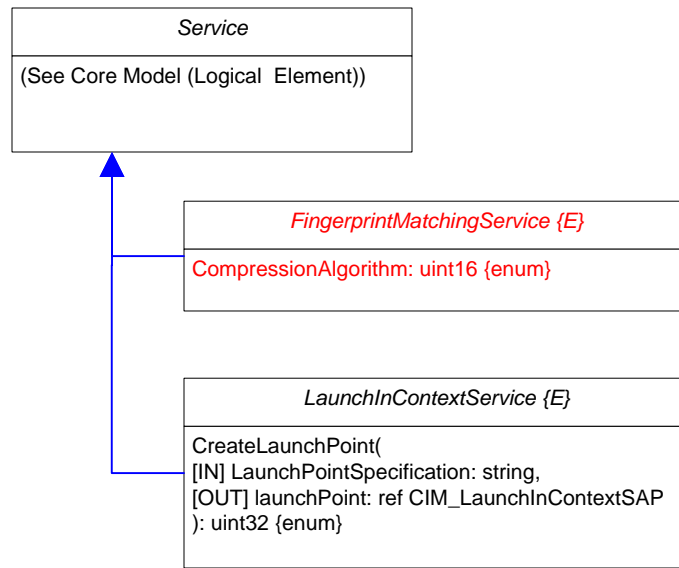 Service
(See Core Model (Logical Element))
FingerprintMatchingService {E}
CompressionAlgorithm: uint16 {enum}
LaunchInContextService {E}
CreateLaunchPoint(
[IN] LaunchPointSpecification: string,
[OUT] launchPoint: ref CIM_LaunchInContextSAP
): uint32 {enum}